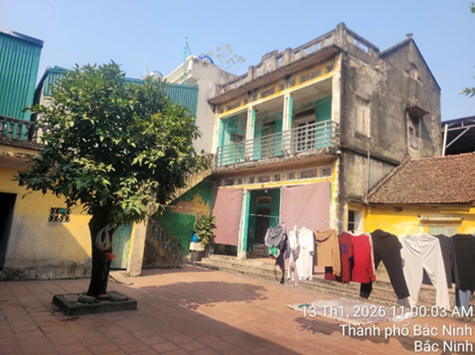 13 Th1, 2026 11:00:03 AM
Thành phố Bắc Ninh
Bắc Ninh